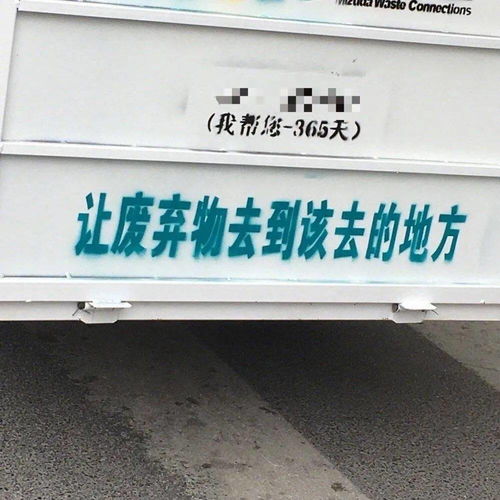 Mizuda Waste Connections
(我帮您-365天)
让废弃物去到该去的地方